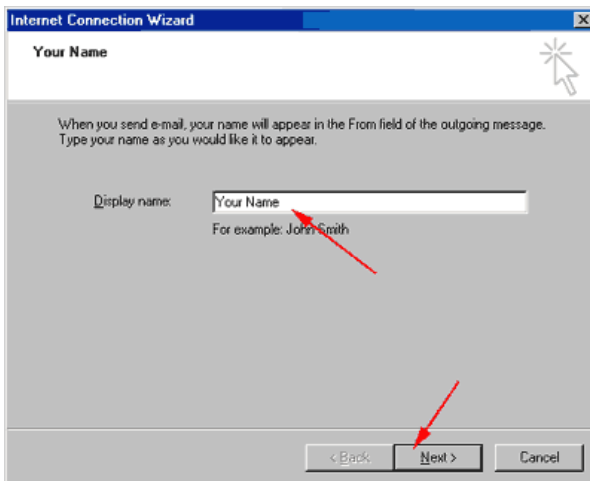 Internet Connection Wizard
Your Name
When you send e-mail, your name will appear in the From field of the outgoing message.
Type your name as you would like it to appear.
Display name: Your Name
For example: John Smith
< Back Next > Cancel